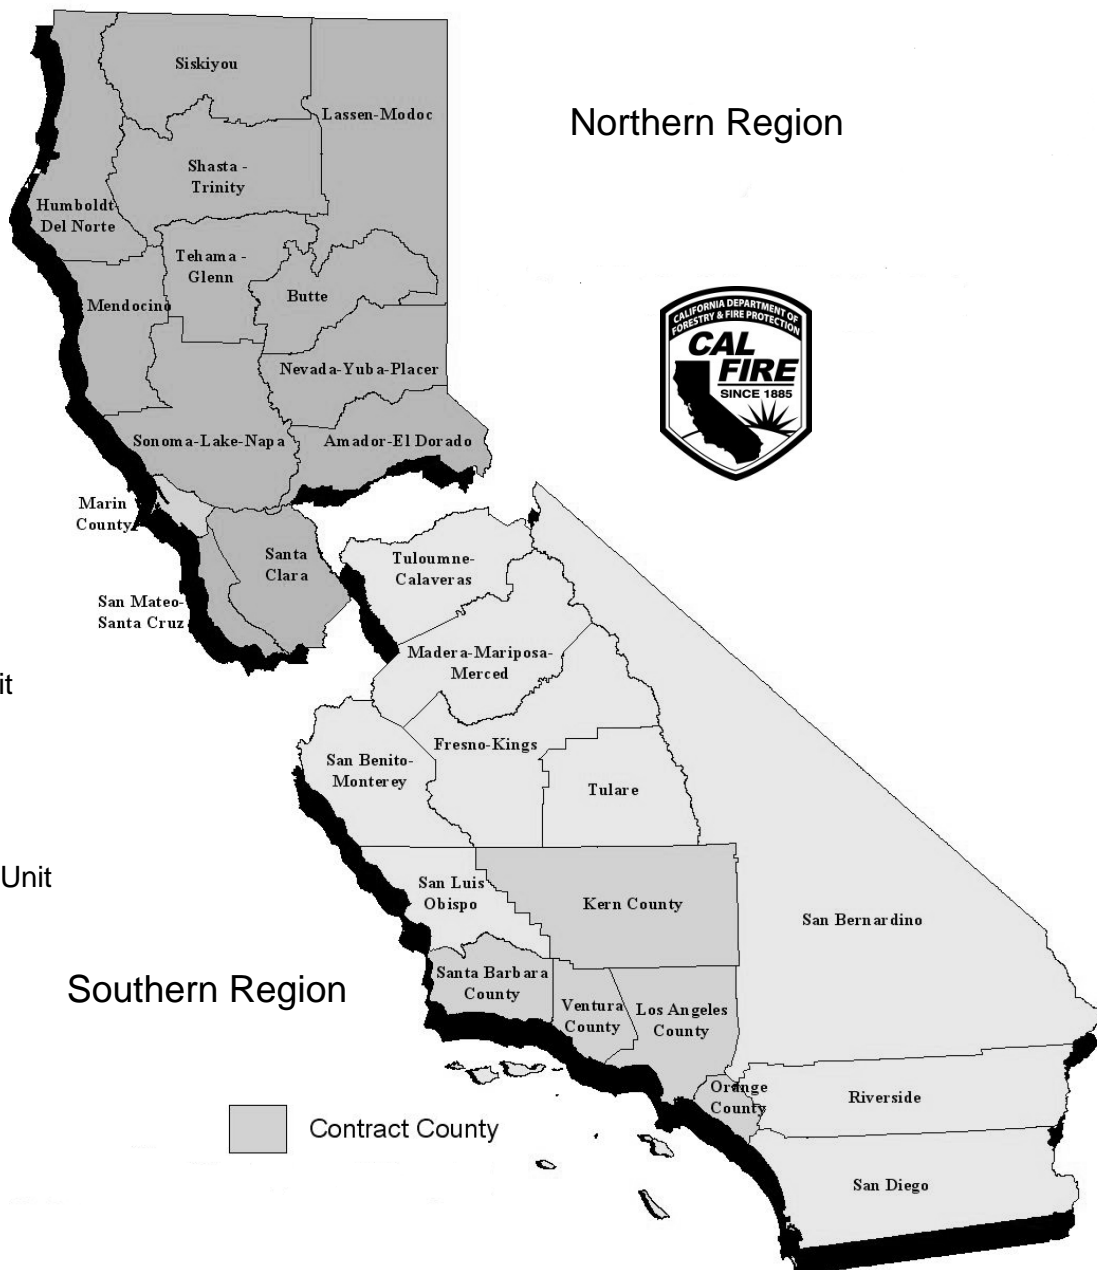 Siskiyou
Lassen-Modoc
Northern Region
Shasta -
Trinity
Humboldt-
Del Norte
Tehama -
Glenn
Butte
Mendocino
CALIFORNIA DEPARTMENT OF
FORESTRY & FIRE PROTECTION
CAL
FIRE
SINCE 1885
Nevada-Yuba-Placer
Sonoma-Lake-Napa
Amador-El Dorado
Marin
County
Santa
Clara
Tuloumne-
Calaveras
San Mateo-
Santa Cruz
Madera-Mariposa-
Merced
it
Fresno-Kings
San Benito-
Monterey
Tulare
Unit
San Luis
Obispo
Kern County
San Bernardino
Southern Region
Santa Barbara
County
Ventura
County
Los Angeles
County
Orange
County
Riverside
Contract County
San Diego